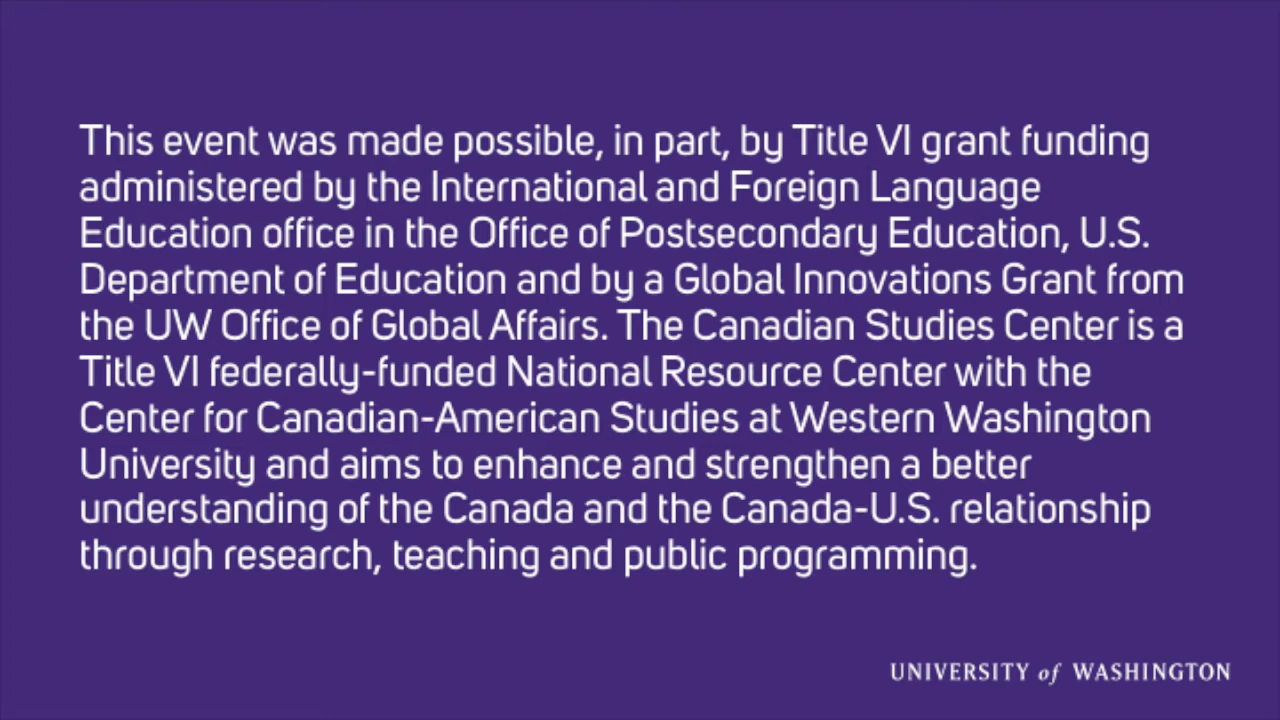 This event was made possible, in part, by Title VI grant funding
administered by the International and Foreign Language
Education office in the Office of Postsecondary Education, U.S.
Department of Education and by a Global Innovations Grant from
the UW Office of Global Affairs. The Canadian Studies Center is a
Title VI federally-funded National Resource Center with the
Center for Canadian-American Studies at Western Washington
University and aims to enhance and strengthen a better
understanding of the Canada and the Canada-U.S. relationship
through research, teaching and public programming.
UNIVERSITY of WASHINGTON